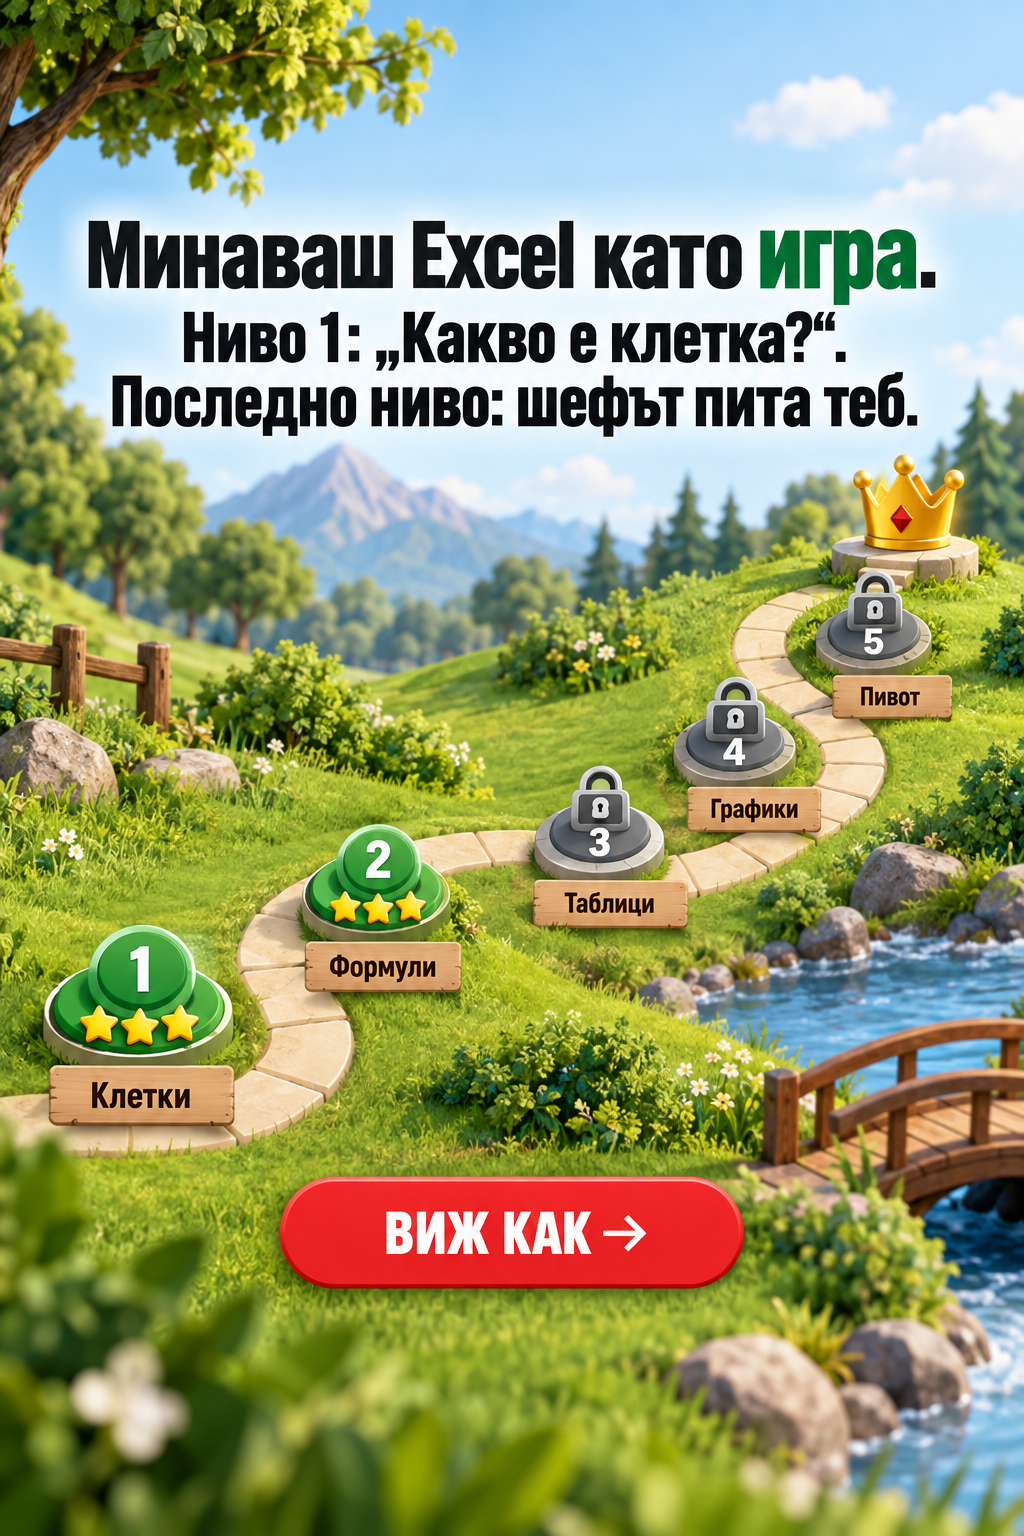 Минаваш Excel като игра.
Ниво 1: „Какво е клетка?“.
Последно ниво: шефът пита теб.
5
Пивот
4
Графики
3
Таблици
2
Формули
1
Клетки
ВИЖ КАК →